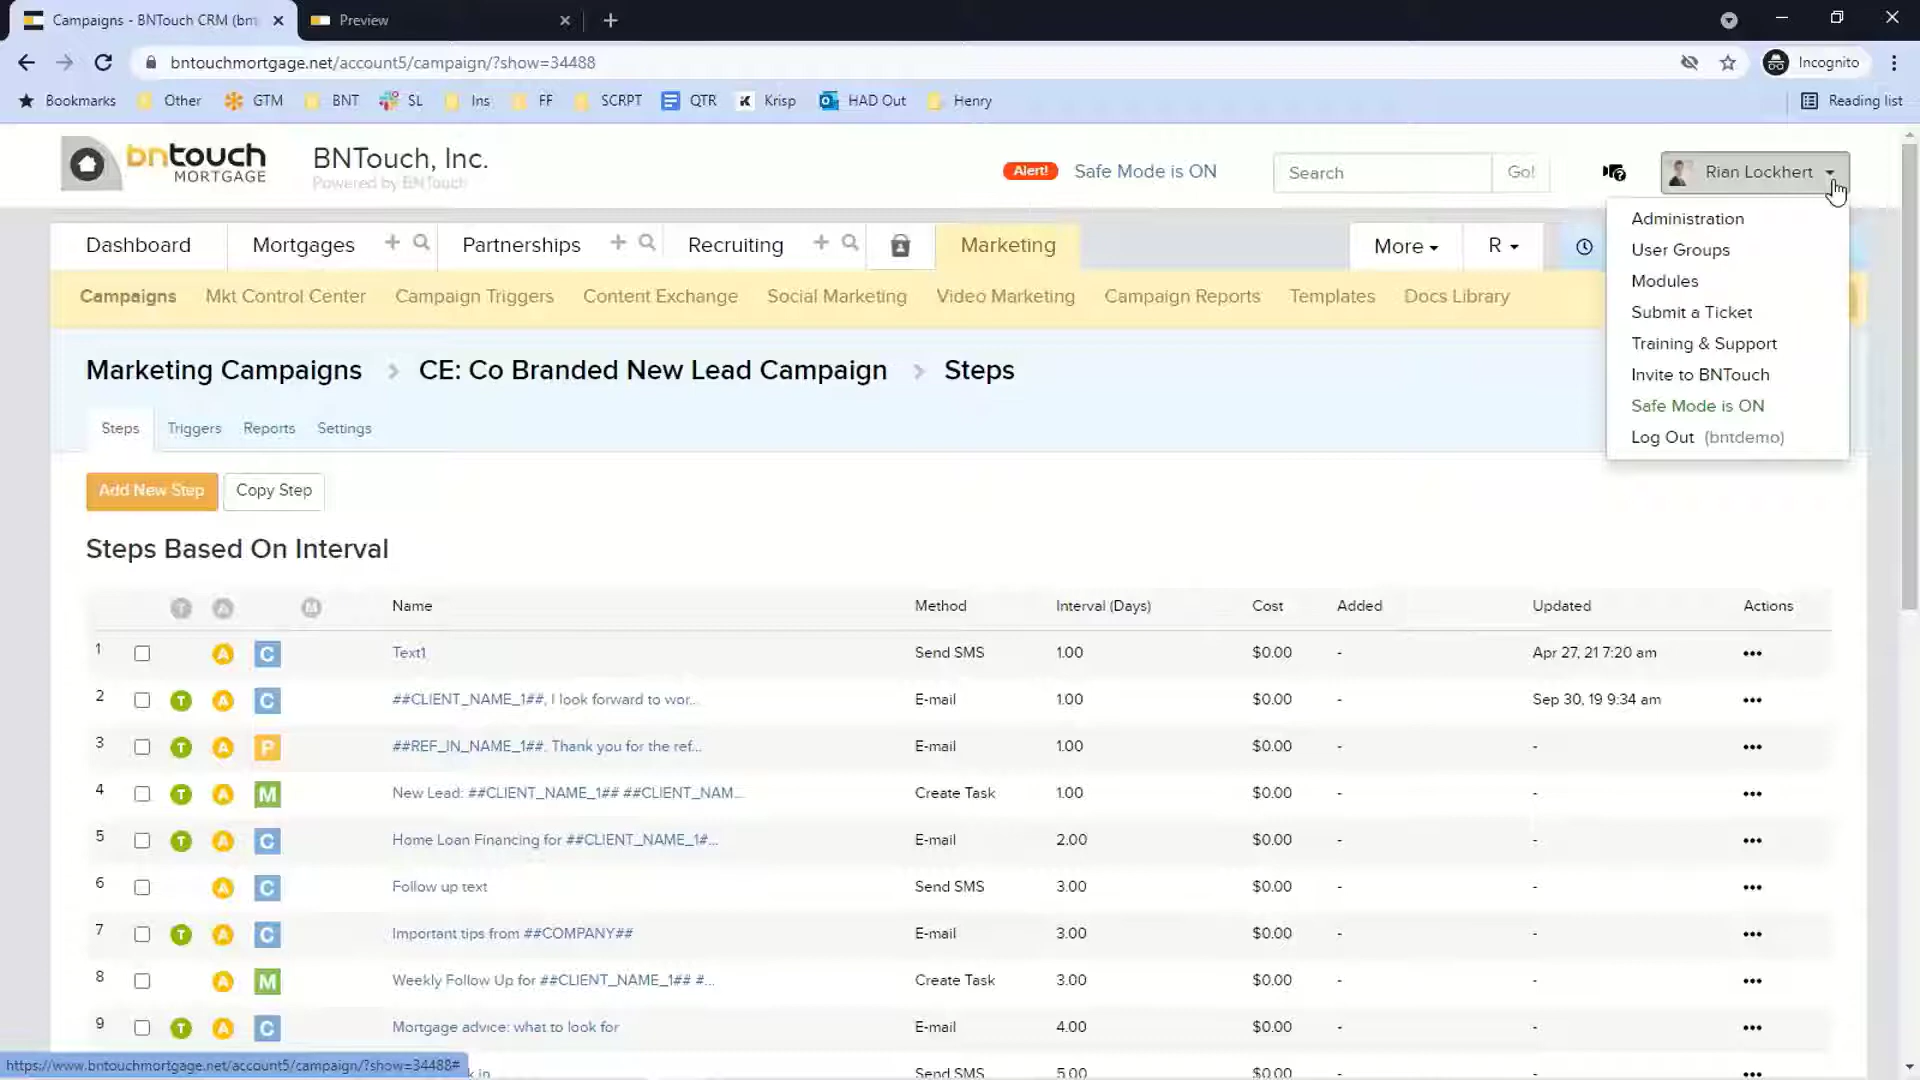 Campaigns - BNTouch CRM (bn
Preview
bntouchmortgage.net/account5/campaign/?show=34488
Incognito
Bookmarks
Other
GTM
BNT
SL
Ins
FF
SCRPT
QTR
Krisp
HAD Out
Henry
Reading list
bntouch
MORTGAGE
BNTouch, Inc.
Powered by BNTouch
Alert!
Safe Mode is ON
Search
Go!
Rian Lockhert
Administration
User Groups
Modules
Submit a Ticket
Training & Support
Invite to BNTouch
Safe Mode is ON
Log Out (bntdemo)
Dashboard
Mortgages
Partnerships
Recruiting
Marketing
More
R
Campaigns
Mkt Control Center
Campaign Triggers
Content Exchange
Social Marketing
Video Marketing
Campaign Reports
Templates
Docs Library
Marketing Campaigns > CE: Co Branded New Lead Campaign > Steps
Steps
Triggers
Reports
Settings
Add New Step
Copy Step
Steps Based On Interval
T A M Name Method Interval (Days) Cost Added Updated Actions
1 A C Text1 Send SMS 1.00 $0.00 - Apr 27, 21 7:20 am •••
2 T A C ##CLIENT_NAME_1##, I look forward to wor... E-mail 1.00 $0.00 - Sep 30, 19 9:34 am •••
3 T A P ##REF_IN_NAME_1##. Thank you for the ref... E-mail 1.00 $0.00 - - •••
4 T A M New Lead: ##CLIENT_NAME_1## ##CLIENT_NAM... Create Task 1.00 $0.00 - - •••
5 T A C Home Loan Financing for ##CLIENT_NAME_1#... E-mail 2.00 $0.00 - - •••
6 A C Follow up text Send SMS 3.00 $0.00 - - •••
7 T A C Important tips from ##COMPANY## E-mail 3.00 $0.00 - - •••
8 A M Weekly Follow Up for ##CLIENT_NAME_1## #... Create Task 3.00 $0.00 - - •••
9 T A C Mortgage advice: what to look for E-mail 4.00 $0.00 - - •••
k in Send SMS 5.00 $0.00 - - •••
https://www.bntouchmortgage.net/account5/campaign/?show=34488#